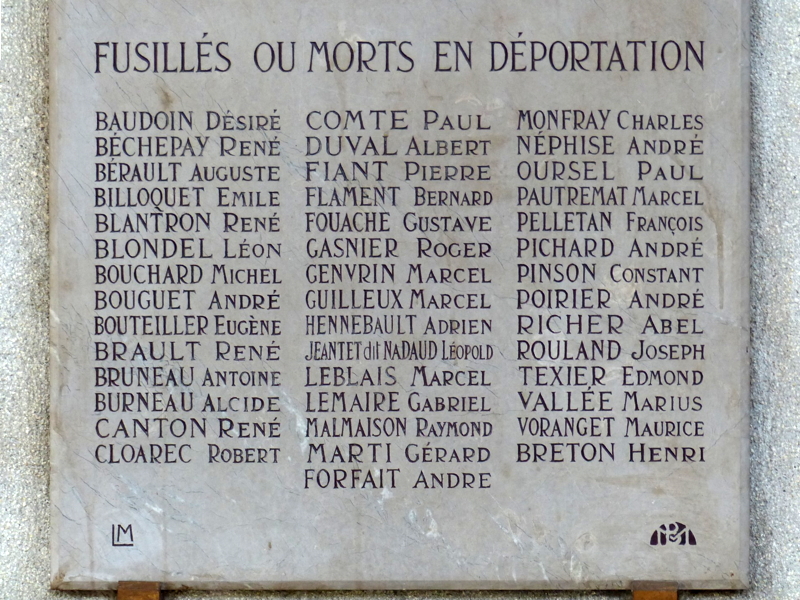 FUSILLÉS OU MORTS EN DÉPORTATION
BAUDOIN DÉSIRÉ
BÉCHEPAY RENÉ
BÉRAULT AUGUSTE
BILLOQUET EMILE
BLANTRON RENÉ
BLONDEL LÉON
BOUCHARD MICHEL
BOUGUET ANDRÉ
BOUTEILLER EUGÈNE
BRAULT RENÉ
BRUNEAU ANTOINE
BURNEAU ALCIDE
CANTON RENÉ
CLOAREC ROBERT
COMTE PAUL
DUVAL ALBERT
FIANT PIERRE
FLAMENT BERNARD
FOUACHE GUSTAVE
GASNIER ROGER
GENVRIN MARCEL
GUILLEUX MARCEL
HENNEBAULT ADRIEN
JEANTET dit NADAUD LÉOPOLD
LEBLAIS MARCEL
LEMAIRE GABRIEL
MALMAISON RAYMOND
MARTI GÉRARD
FORFAIT ANDRE
MONFRAY CHARLES
NÉPHISE ANDRÉ
OURSEL PAUL
PAUTREMAT MARCEL
PELLETAN FRANÇOIS
PICHARD ANDRÉ
PINSON CONSTANT
POIRIER ANDRÉ
RICHER ABEL
ROULAND JOSEPH
TEXIER EDMOND
VALLÉE MARIUS
VORANGET MAURICE
BRETON HENRI
LM